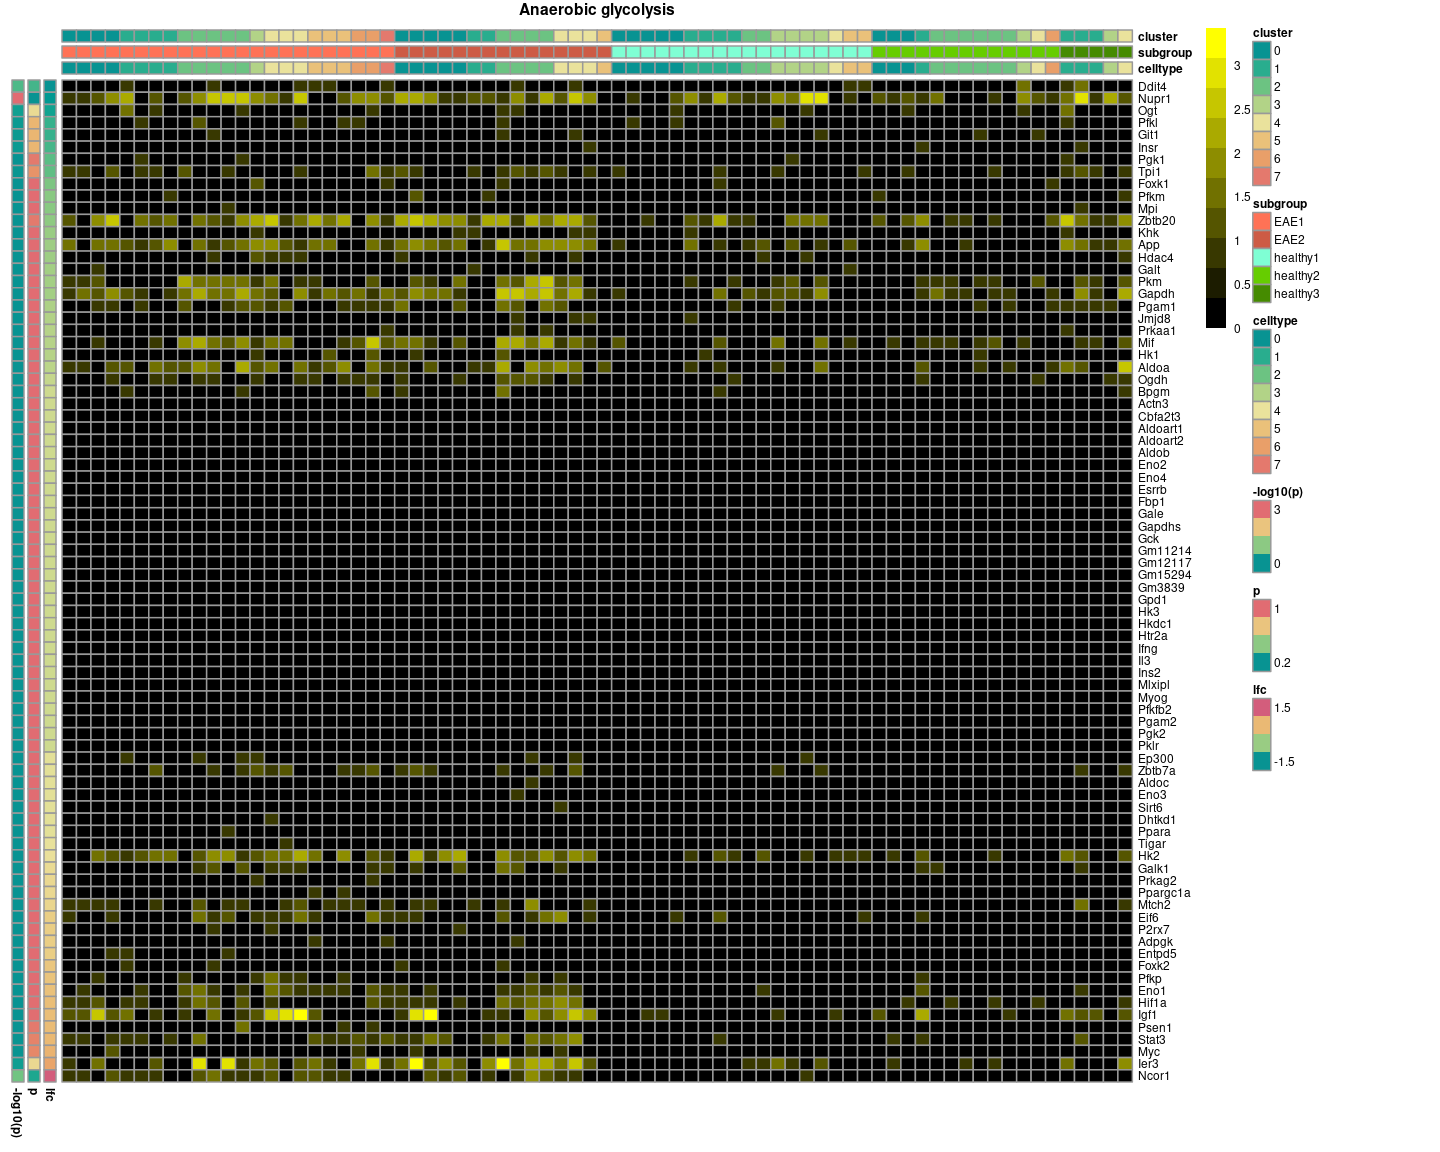 Anaerobic glycolysis
cluster
subgroup
celltype
Ddit4
Nupr1
Ogt
Pfkl
Git1
Insr
Pgk1
Tpi1
Foxk1
Pfkm
Mpi
Zbtb20
Khk
App
Hdac4
Galt
Pkm
Gapdh
Pgam1
Jmjd8
Prkaa1
Mif
Hk1
Aldoa
Ogdh
Bpgm
Actn3
Cbfa2t3
Aldoart1
Aldoart2
Aldob
Eno2
Eno4
Esrrb
Fbp1
Gale
Gapdhs
Gck
Gm11214
Gm12117
Gm15294
Gm3839
Gpd1
Hk3
Hkdc1
Htr2a
Ifng
Il3
Ins2
Mlxipl
Myog
Pfkfb2
Pgam2
Pgk2
Pklr
Ep300
Zbtb7a
Aldoc
Eno3
Sirt6
Dhtkd1
Ppara
Tigar
Hk2
Galk1
Prkag2
Ppargc1a
Mtch2
Eif6
P2rx7
Adpgk
Entpd5
Foxk2
Pfkp
Eno1
Hif1a
Igf1
Psen1
Stat3
Myc
Ier3
Ncor1
-log10(p)
p
lfc
3
2.5
2
1.5
1
0.5
0
cluster
0
1
2
3
4
5
6
7
subgroup
EAE1
EAE2
healthy1
healthy2
healthy3
celltype
0
1
2
3
4
5
6
7
-log10(p)
3
0
p
1
0.2
lfc
1.5
-1.5